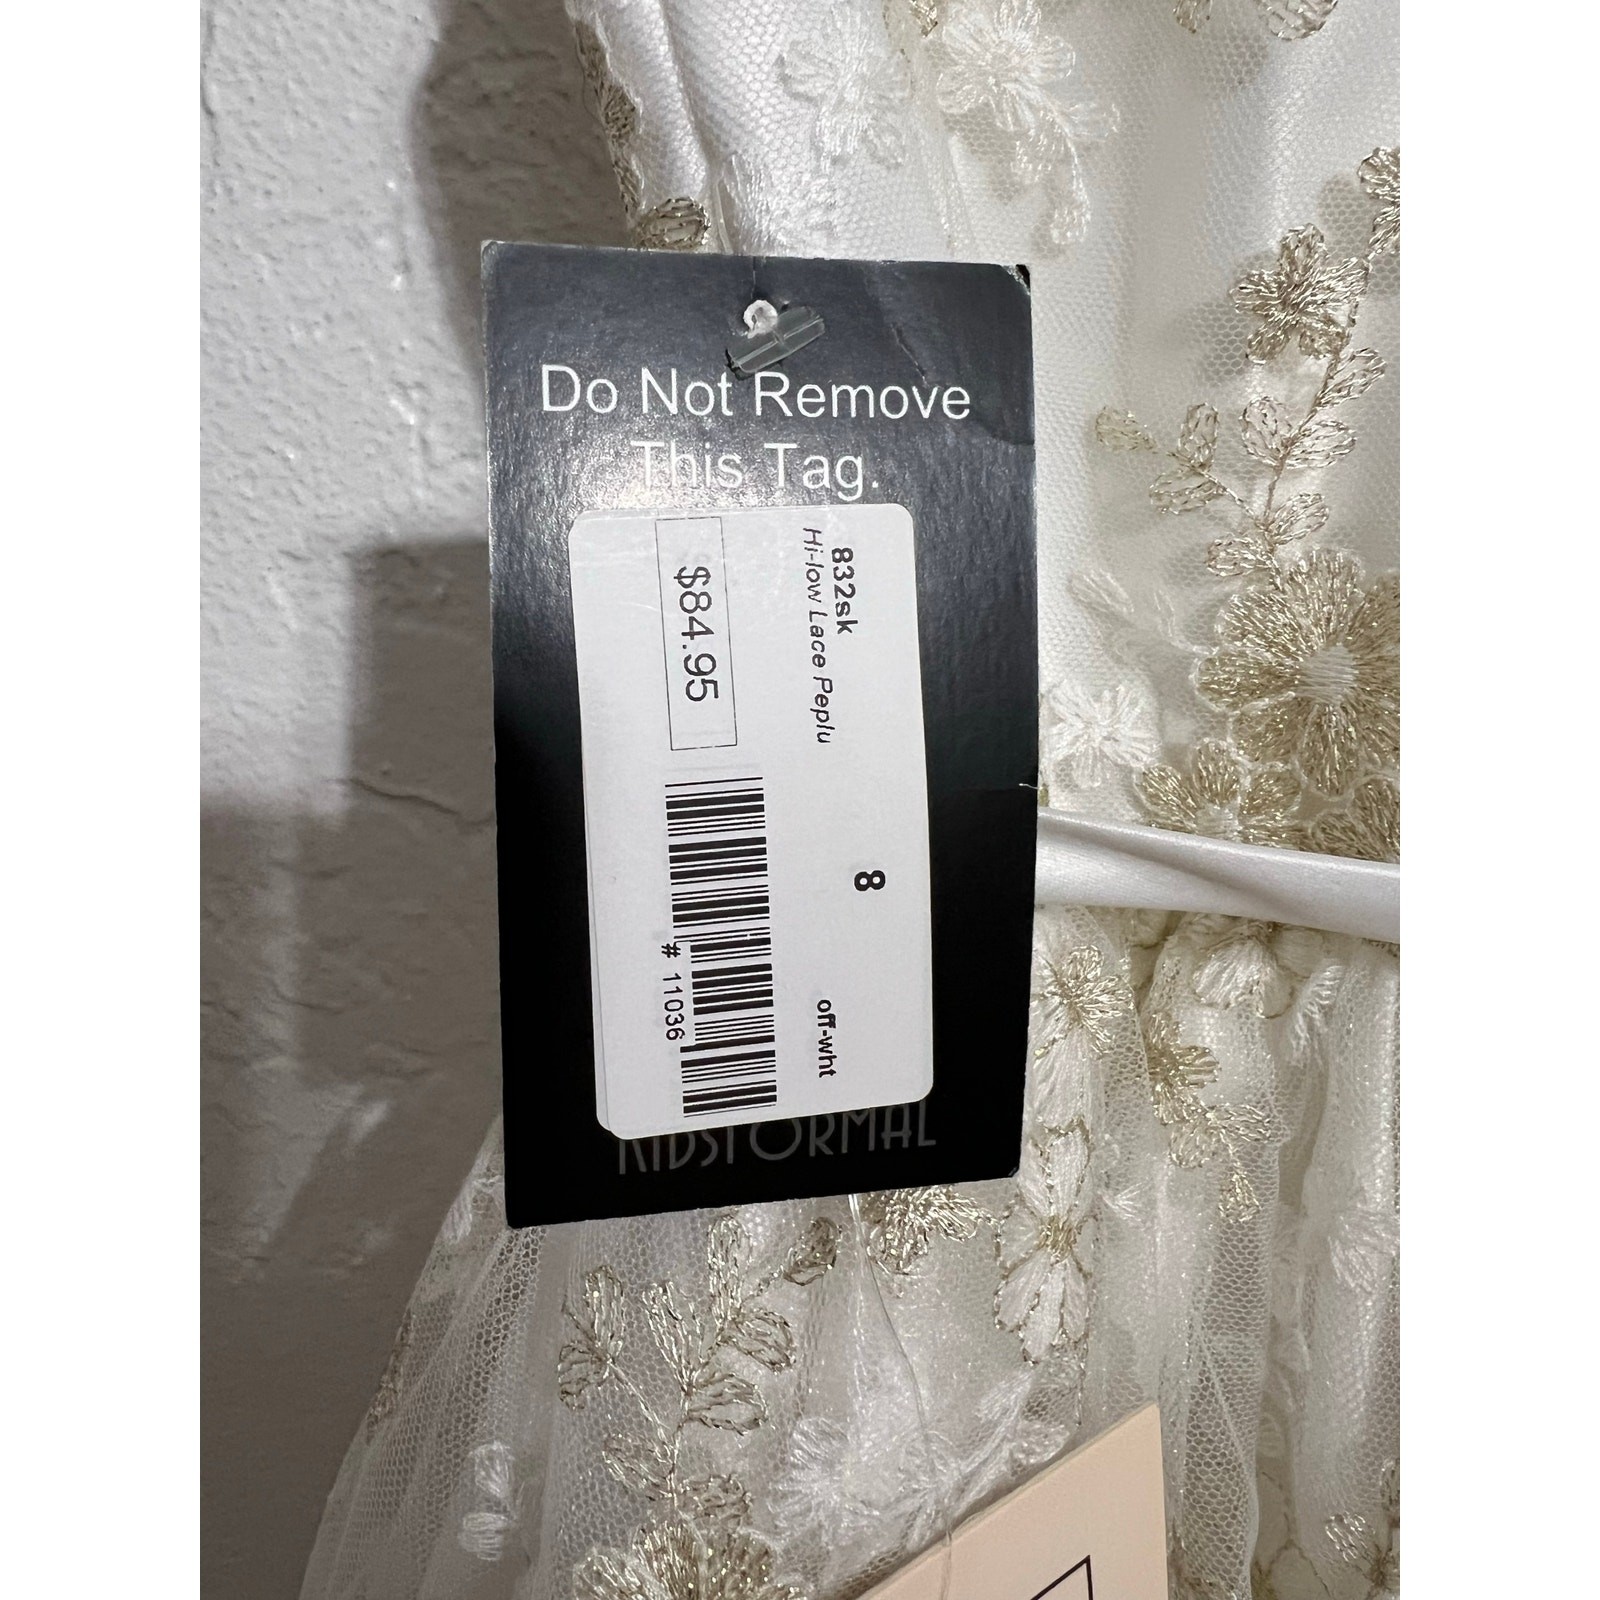 Do Not Remove
This Tag.
832sk
Hi-low Lace Peplu
$84.95
8
off-wht
# 11036
KIDSFORMAL